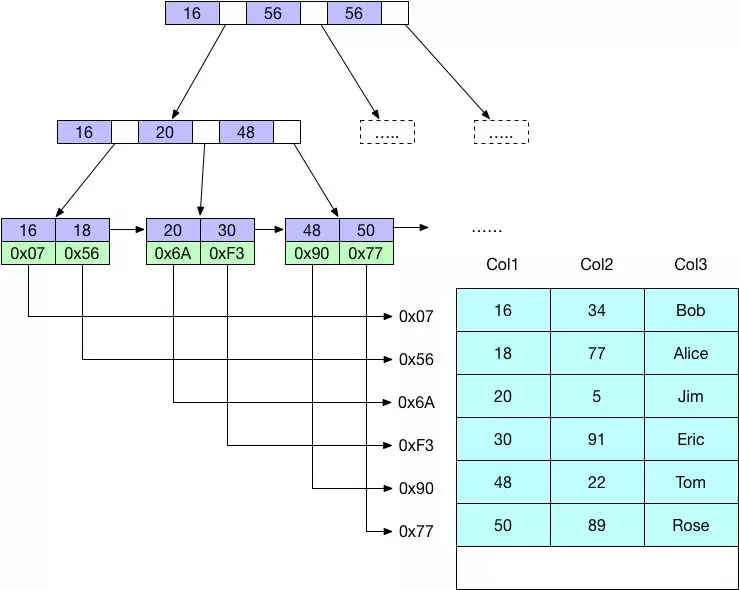 16 56 56
16 20 48 ..... .....
16 18 20 30 48 50 ......
0x07 0x56 0x6A 0xF3 0x90 0x77
Col1 Col2 Col3
0x07 16 34 Bob
0x56 18 77 Alice
0x6A 20 5 Jim
0xF3 30 91 Eric
0x90 48 22 Tom
0x77 50 89 Rose